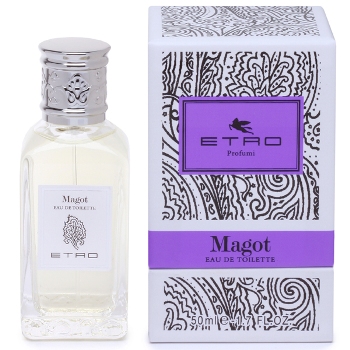 Magot
EAU DE TOILETTE
ETRO
ETRO
Profumi
Magot
EAU DE TOILETTE
50ml℮-1.7 FL.OZ.